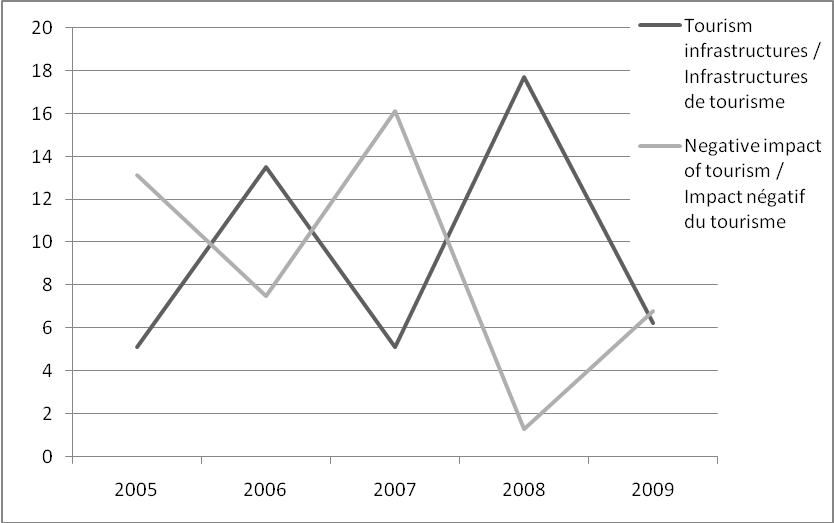 20
18
16
14
12
10
8
6
4
2
0
2005 2006 2007 2008 2009
Tourism
infrastructures /
Infrastructures
de tourisme
Negative impact
of tourism /
Impact négatif
du tourisme